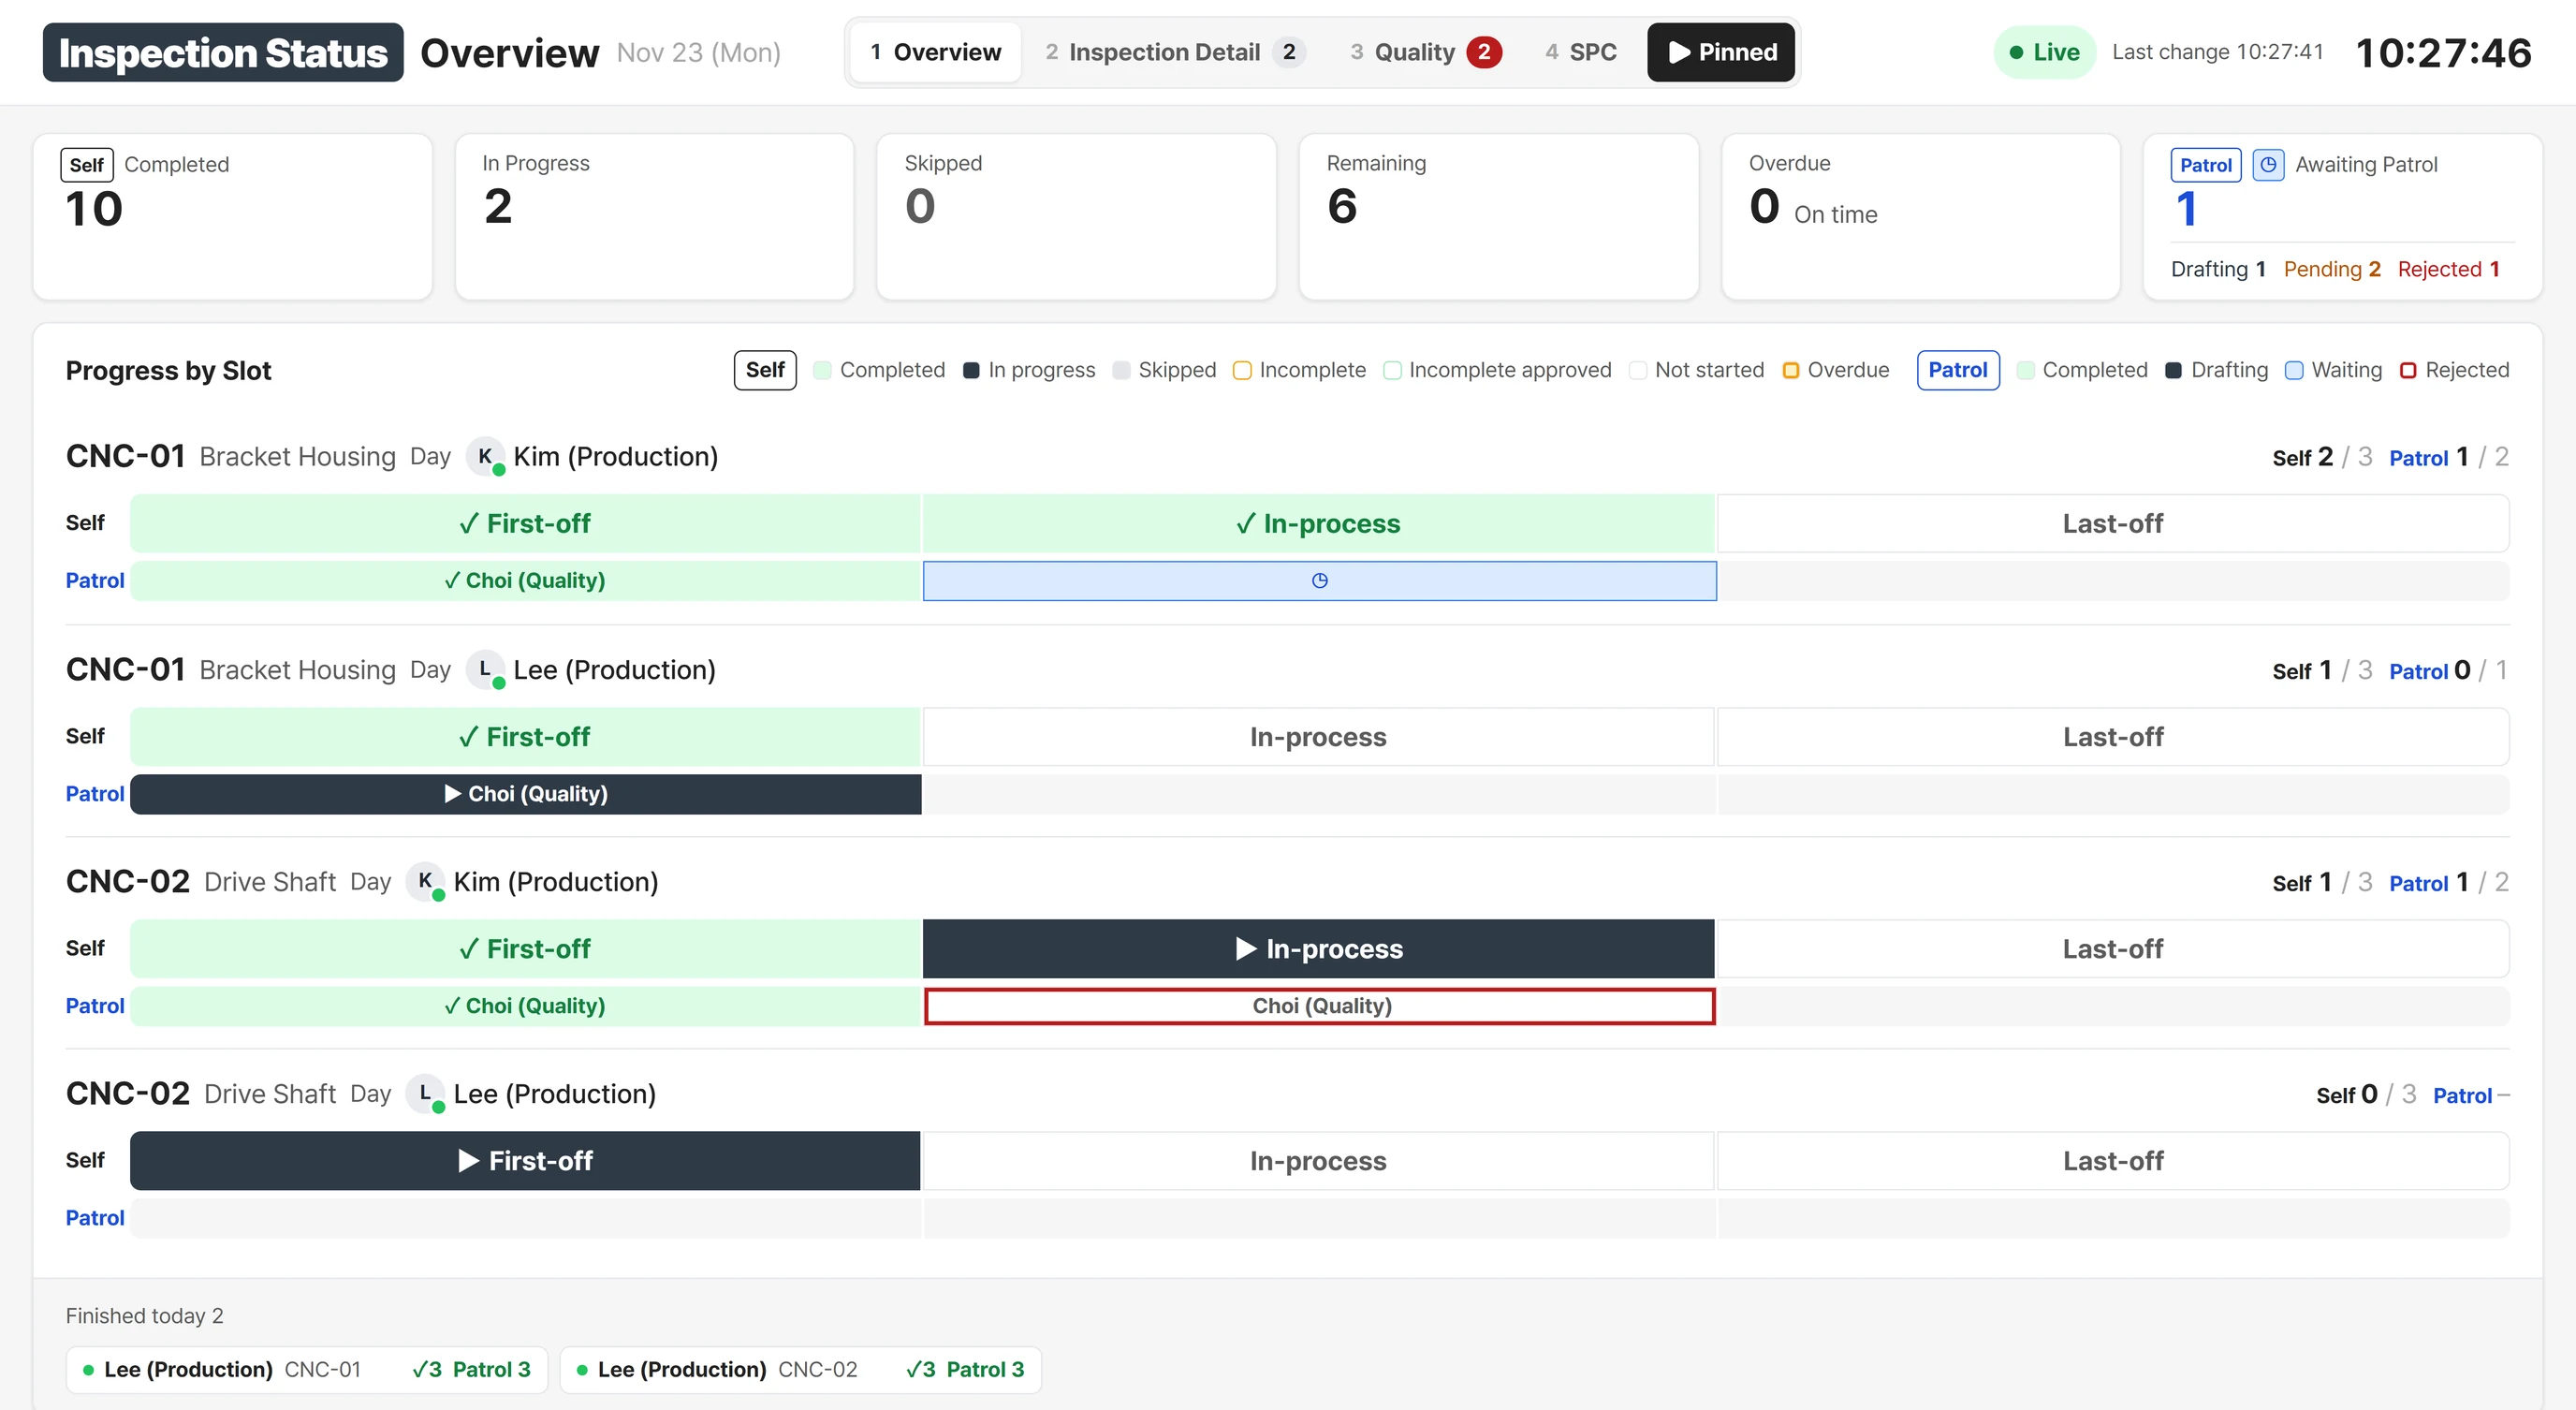 Inspection Status Overview Nov 23 (Mon) 1 Overview 2 Inspection Detail 2 3 Quality 2 4 SPC ▶ Pinned ● Live Last change 10:27:41 10:27:46
Self Completed In Progress Skipped Remaining Overdue Patrol Awaiting Patrol
10 2 0 6 0 On time 1
Drafting 1 Pending 2 Rejected 1
Progress by Slot Self Completed In progress Skipped Incomplete Incomplete approved Not started Overdue Patrol Completed Drafting Waiting Rejected
CNC-01 Bracket Housing Day K Kim (Production) Self 2 / 3 Patrol 1 / 2
Self ✓ First-off ✓ In-process Last-off
Patrol ✓ Choi (Quality)
CNC-01 Bracket Housing Day L Lee (Production) Self 1 / 3 Patrol 0 / 1
Self ✓ First-off In-process Last-off
Patrol ▶ Choi (Quality)
CNC-02 Drive Shaft Day K Kim (Production) Self 1 / 3 Patrol 1 / 2
Self ✓ First-off ▶ In-process Last-off
Patrol ✓ Choi (Quality) Choi (Quality)
CNC-02 Drive Shaft Day L Lee (Production) Self 0 / 3 Patrol –
Self ▶ First-off In-process Last-off
Patrol
Finished today 2
● Lee (Production) CNC-01 ✓3 Patrol 3 ● Lee (Production) CNC-02 ✓3 Patrol 3